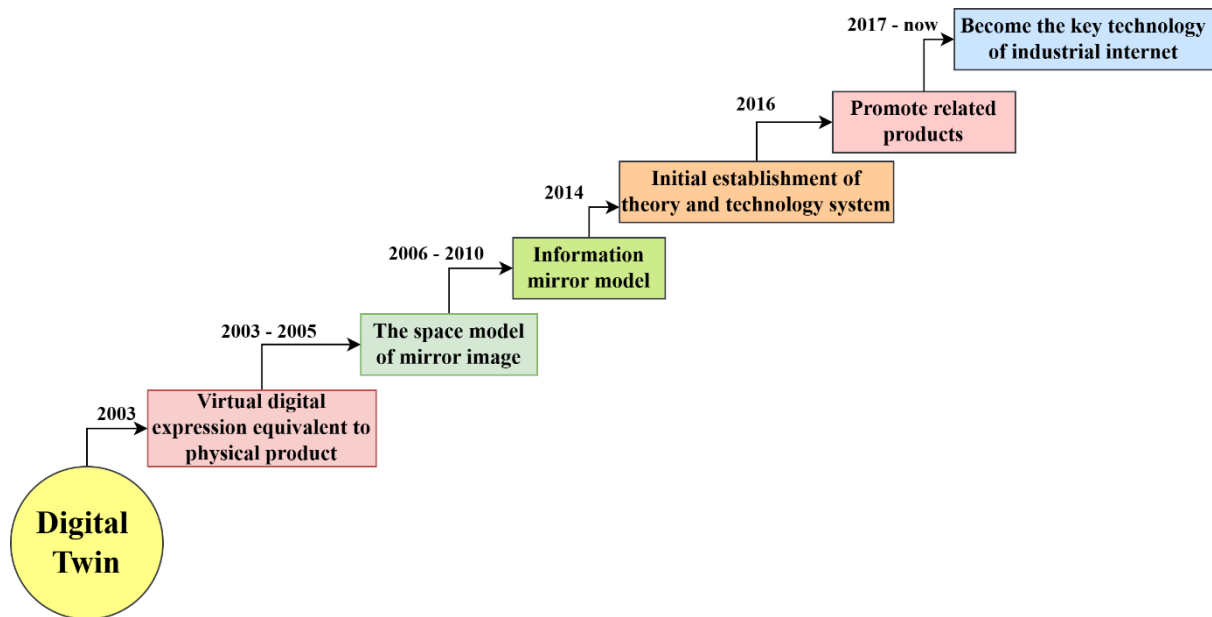 2017 - now
Become the key technology
of industrial internet
2016
Promote related
products
2014
Initial establishment of
theory and technology system
2006 - 2010
Information
mirror model
2003 - 2005
The space model
of mirror image
2003
Virtual digital
expression equivalent to
physical product
Digital
Twin